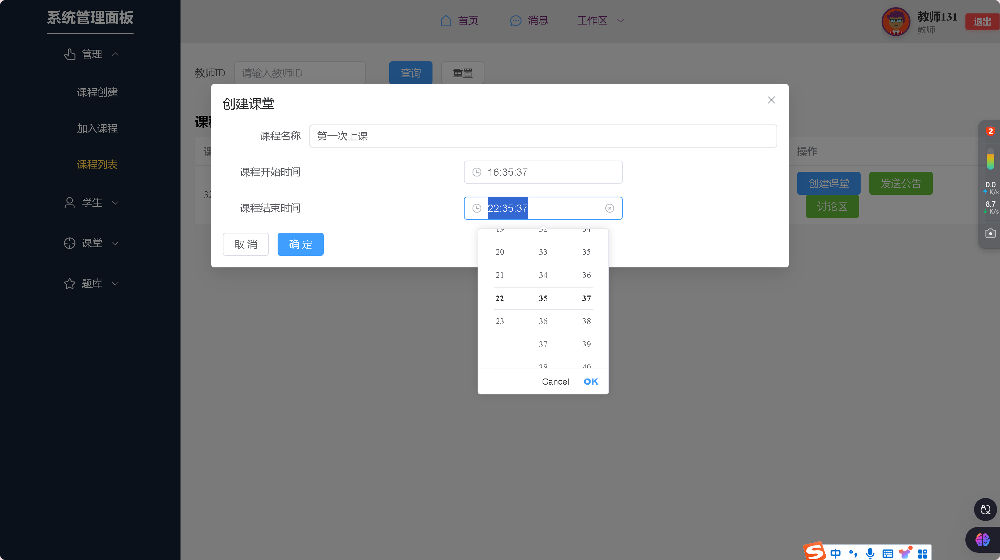 系统管理面板
管理
课程创建
加入课程
课程列表
学生
课堂
题库
首页
消息
工作区
教师131
教师
退出
教师ID
请输入教师ID
查询
重置
创建课堂
课程名称
第一次上课
课程开始时间
16:35:37
课程结束时间
22:35:37
取 消
确 定
20 33 35
21 34 36
22 35 37
23 36 38
37 39
Cancel OK
课
操作
32
创建课堂
发送公告
讨论区
2
0.0
K/s
8.7
K/s
中